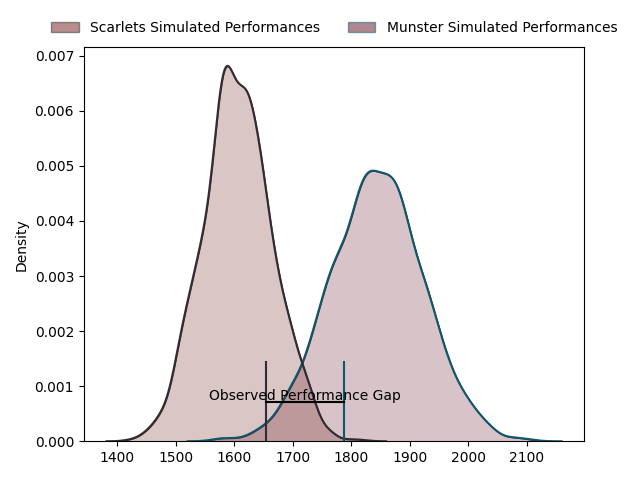 Scarlets Simulated Performances
Munster Simulated Performances
0.007
0.006
0.005
0.004
0.003
0.002
0.001
0.000
Density
Observed Performance Gap
1400 1500 1600 1700 1800 1900 2000 2100